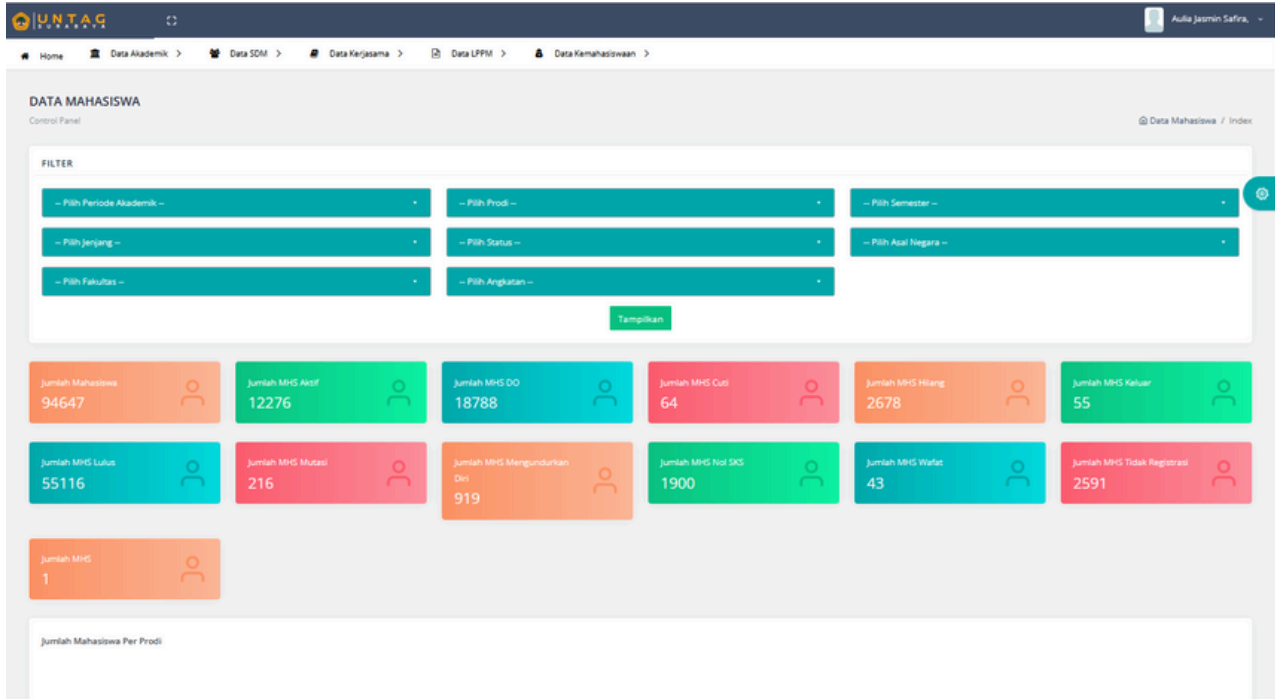 UNTAG
SURABAYA
Aulia Jasmin Safira,
Home
Data Akademik >
Data SDM >
Data Kerjasama >
Data LPPM >
Data Kemahasiswaan >
DATA MAHASISWA
Control Panel
Data Mahasiswa / Index
FILTER
-- Pilih Periode Akademik --
-- Pilih Prodi --
-- Pilih Semester --
-- Pilih Jenjang --
-- Pilih Status --
-- Pilih Asal Negara --
-- Pilih Fakultas --
-- Pilih Angkatan --
Tampilkan
Jumlah Mahasiswa
94647
Jumlah MHS Aktif
12276
Jumlah MHS DO
18788
Jumlah MHS Cuti
64
Jumlah MHS Hilang
2678
Jumlah MHS Keluar
55
Jumlah MHS Lulus
55116
Jumlah MHS Mutasi
216
Jumlah MHS Mengundurkan
Diri
919
Jumlah MHS Nol SKS
1900
Jumlah MHS Wafat
43
Jumlah MHS Tidak Registrasi
2591
Jumlah MHS
1
Jumlah Mahasiswa Per Prodi